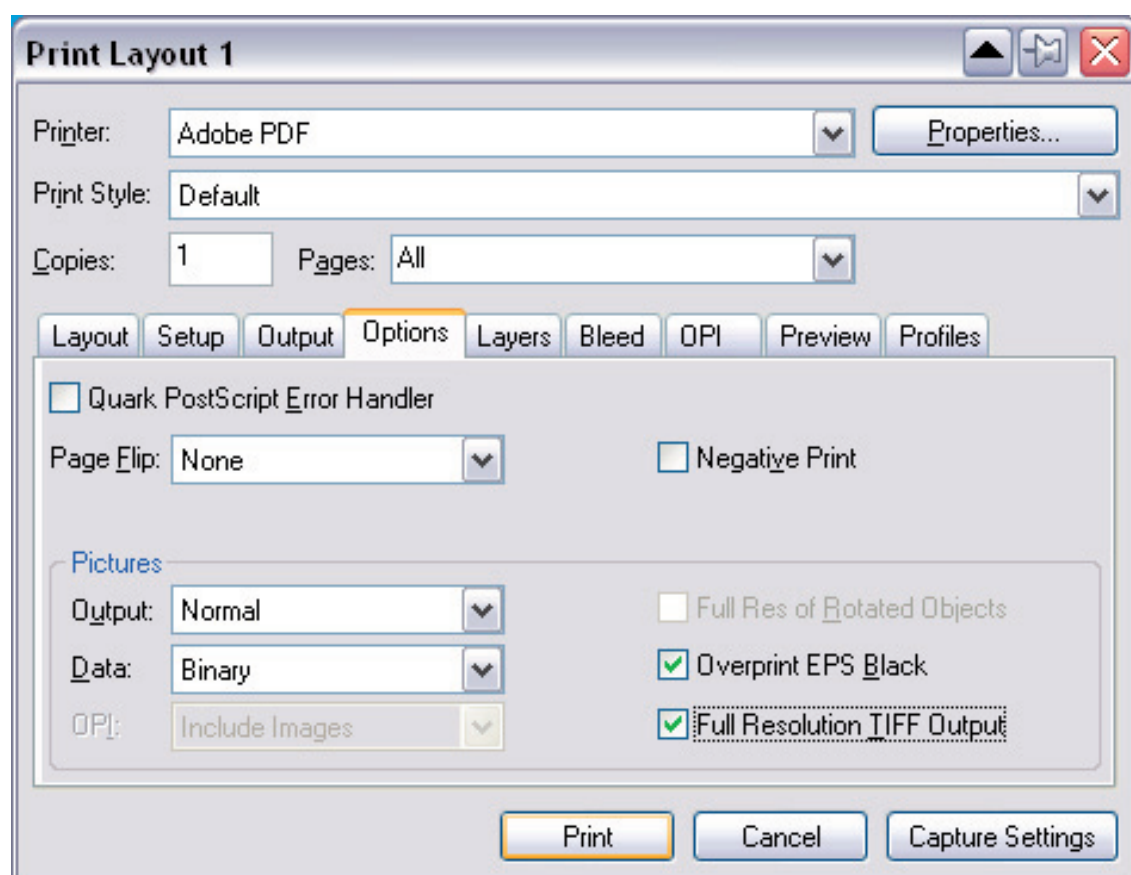 Print Layout 1
Printer: Adobe PDF Properties...
Print Style: Default
Copies: 1 Pages: All
Layout Setup Output Options Layers Bleed OPI Preview Profiles
Quark PostScript Error Handler
Page Flip: None Negative Print
Pictures
Output: Normal Full Res of Rotated Objects
Data: Binary Overprint EPS Black
OPI: Include Images Full Resolution TIFF Output
Print Cancel Capture Settings